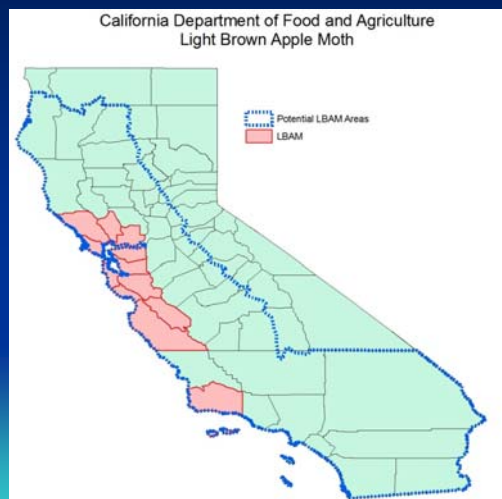 California Department of Food and Agriculture
Light Brown Apple Moth
Potential LBAM Areas
LBAM